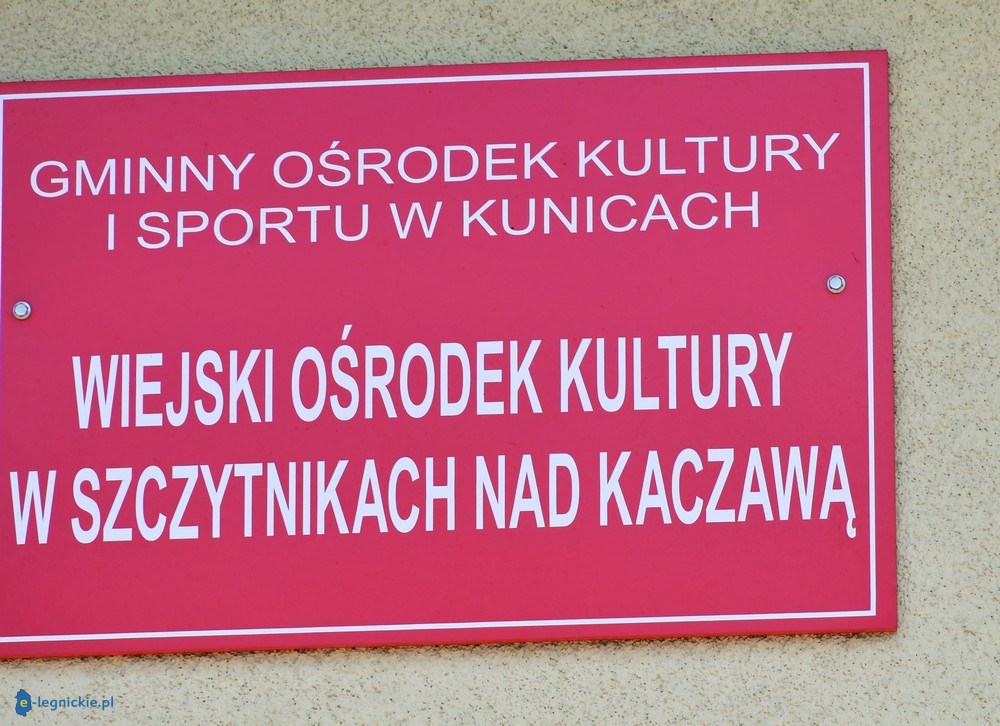 GMINNY OŚRODEK KULTURY
I SPORTU W KUNICACH
WIEJSKI OŚRODEK KULTURY
W SZCZYTNIKACH NAD KACZAWĄ
e-legnickie.pl